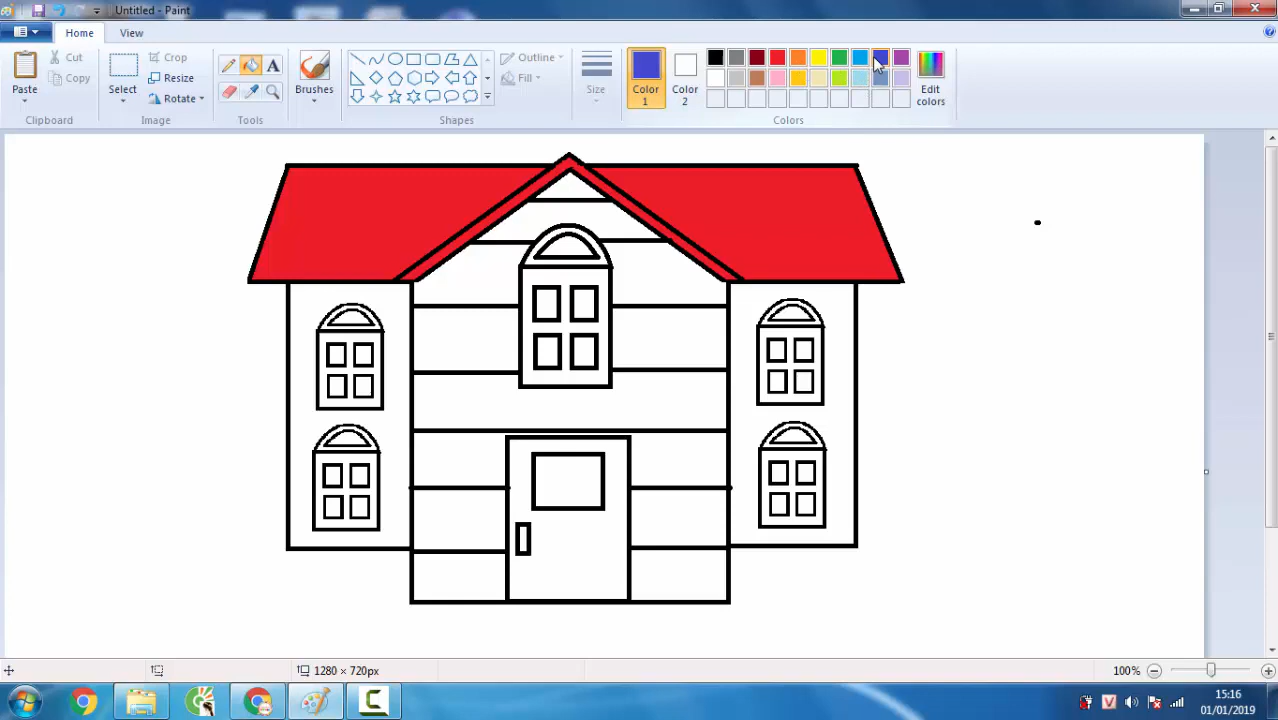 Untitled - Paint
Home View
Paste
Cut
Copy
Clipboard
Select
Crop
Resize
Rotate
Image
A
Tools
Brushes
Outline
Fill
Shapes
Size
Color 1
Color 2
Edit colors
Colors
1280 × 720px
100%
V
C
15:16
01/01/2019